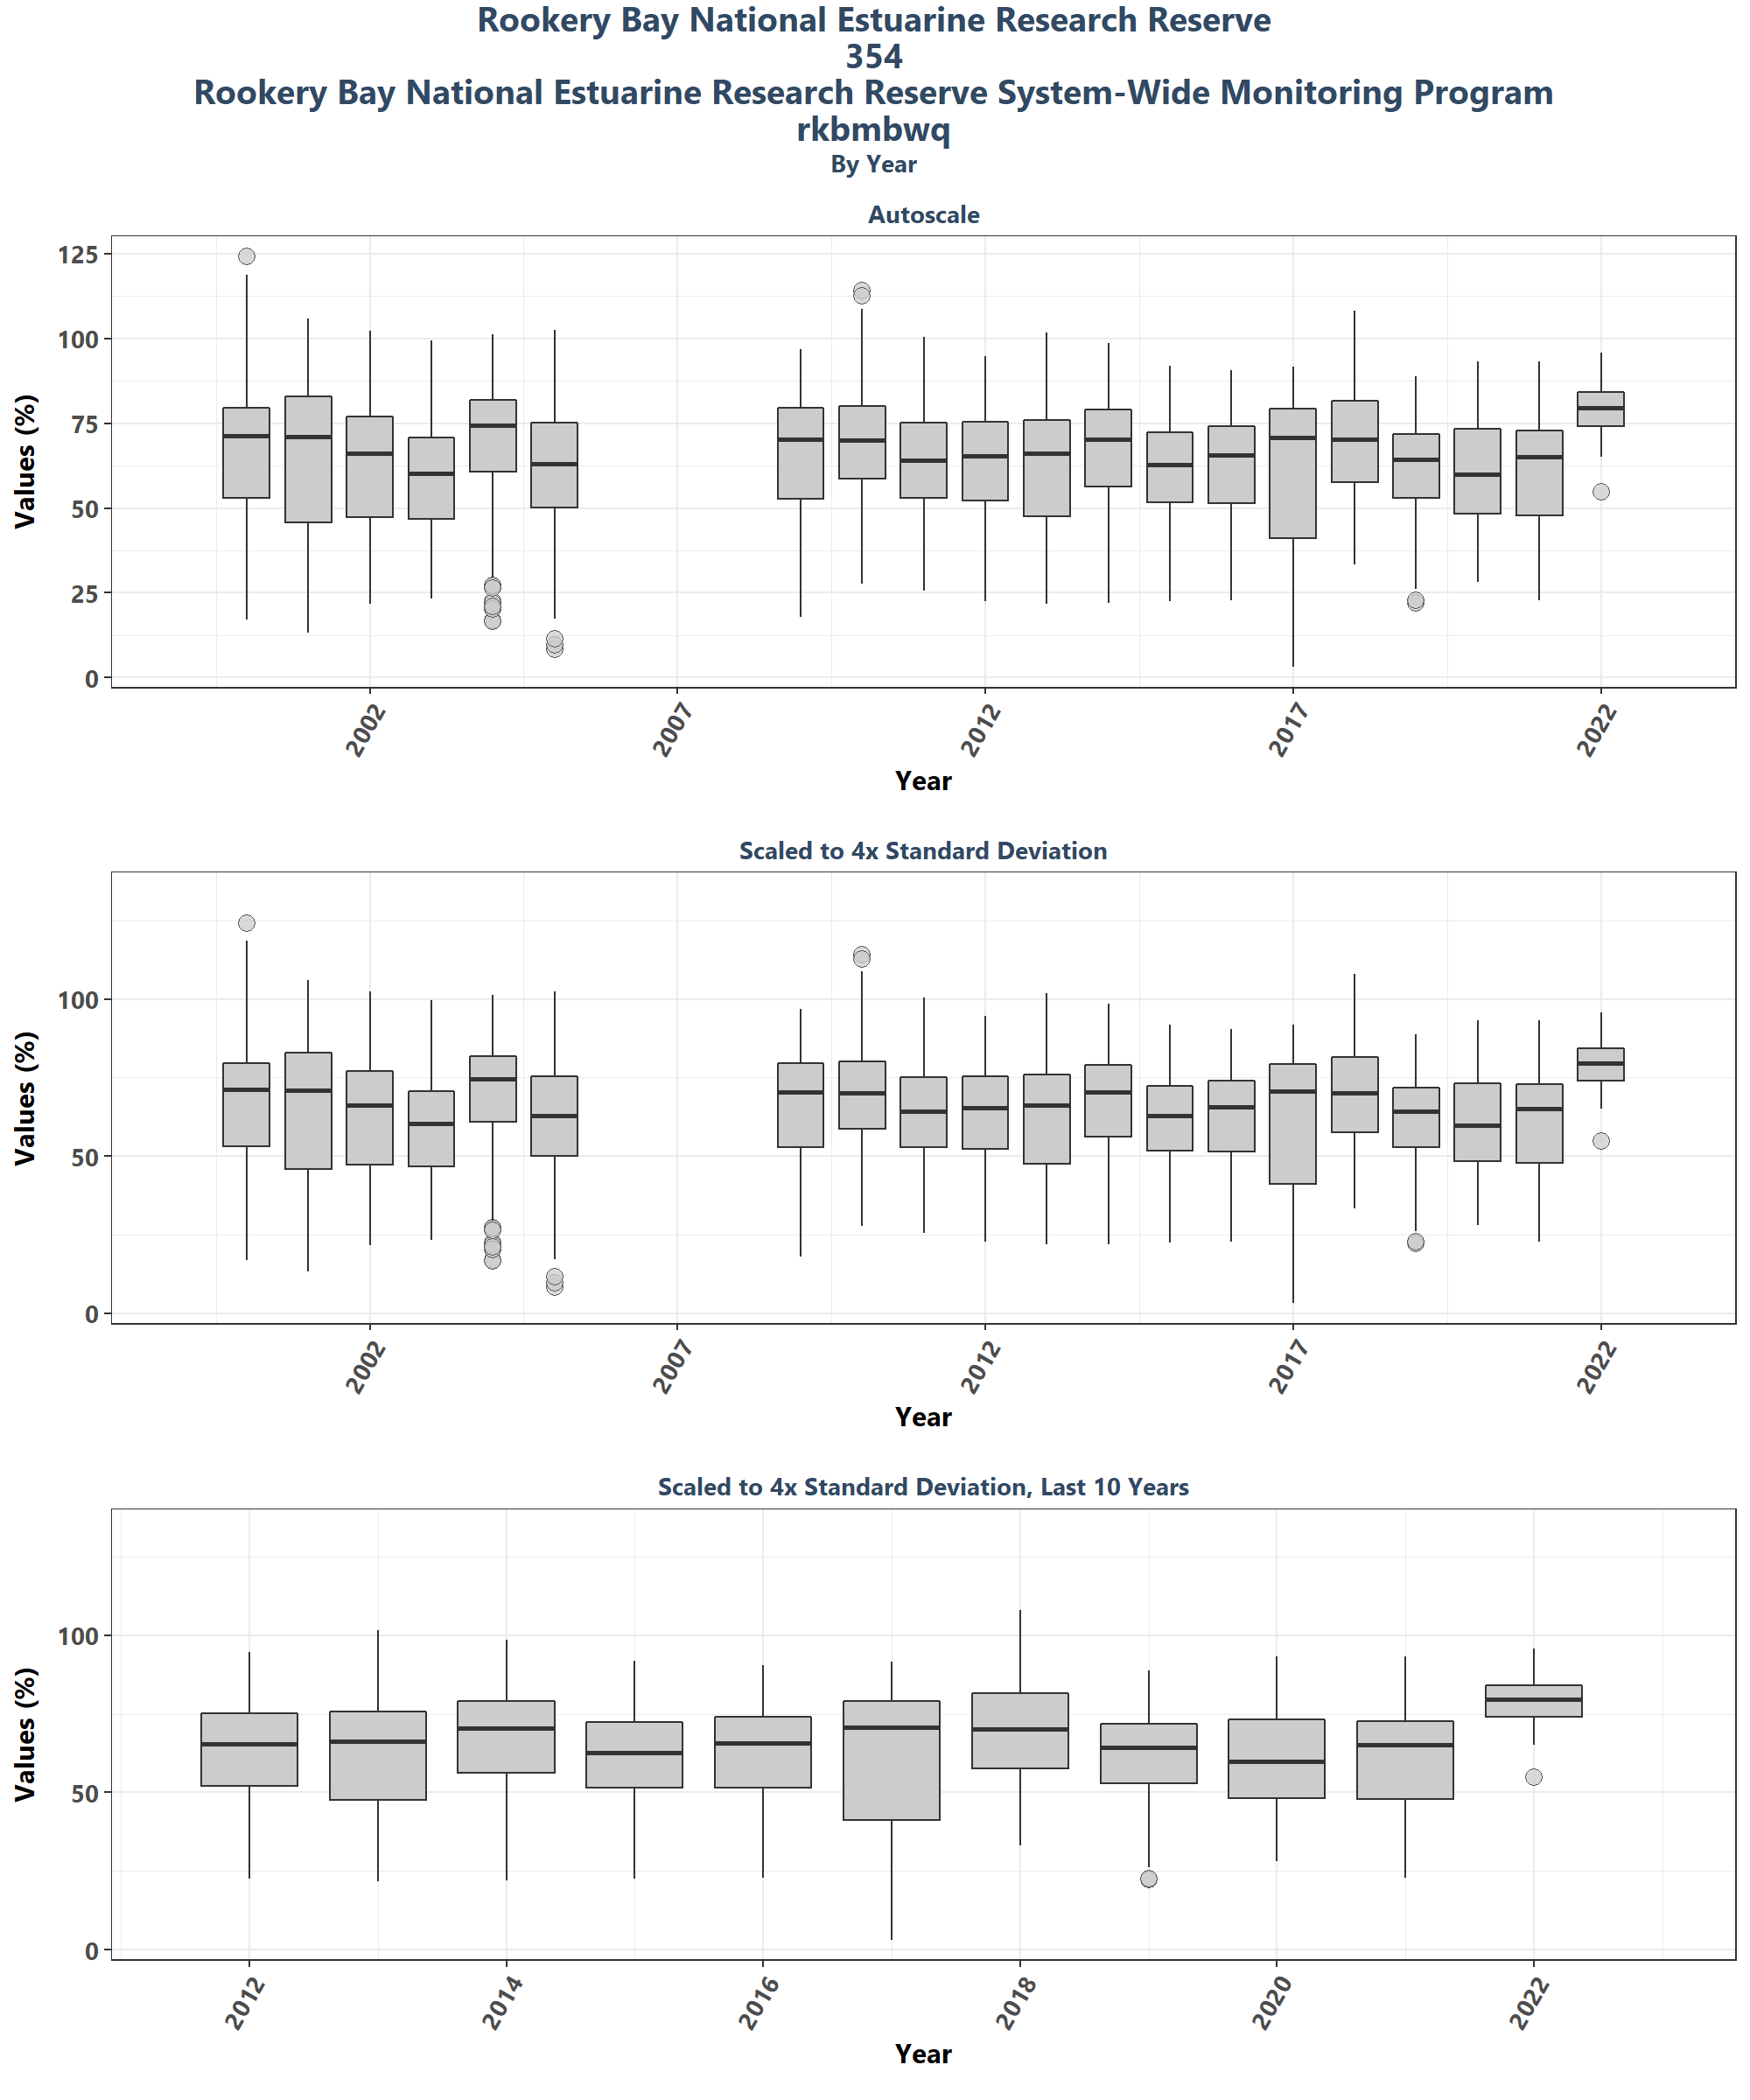 Rookery Bay National Estuarine Research Reserve
354
Rookery Bay National Estuarine Research Reserve System-Wide Monitoring Program
rkbmbwq
By Year
Autoscale
Values (%)
125
100
75
50
25
0
2002
2007
2012
2017
2022
Year
Scaled to 4x Standard Deviation
Values (%)
100
50
0
2002
2007
2012
2017
2022
Year
Scaled to 4x Standard Deviation, Last 10 Years
Values (%)
100
50
0
2012
2014
2016
2018
2020
2022
Year